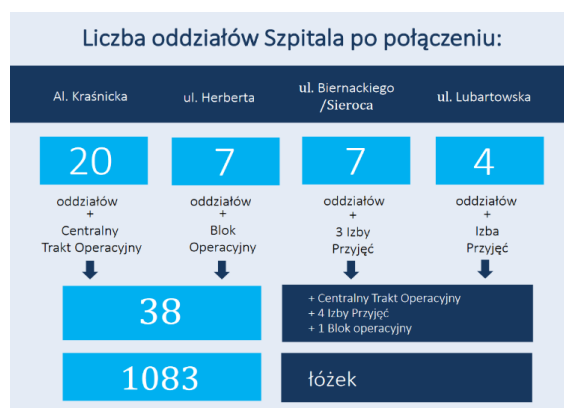 Liczba oddziałów Szpitala po połączeniu:
Al. Kraśnicka
ul. Herberta
ul. Biernackiego
/Sieroca
ul. Lubartowska
20
7
7
4
oddziałów
+
Centralny
Trakt Operacyjny
oddziałów
+
Blok
Operacyjny
oddziałów
+
3 Izby
Przyjęć
oddziałów
+
Izba
Przyjęć
38
+ Centralny Trakt Operacyjny
+ 4 Izby Przyjęć
+ 1 Blok operacyjny
1083
łóżek